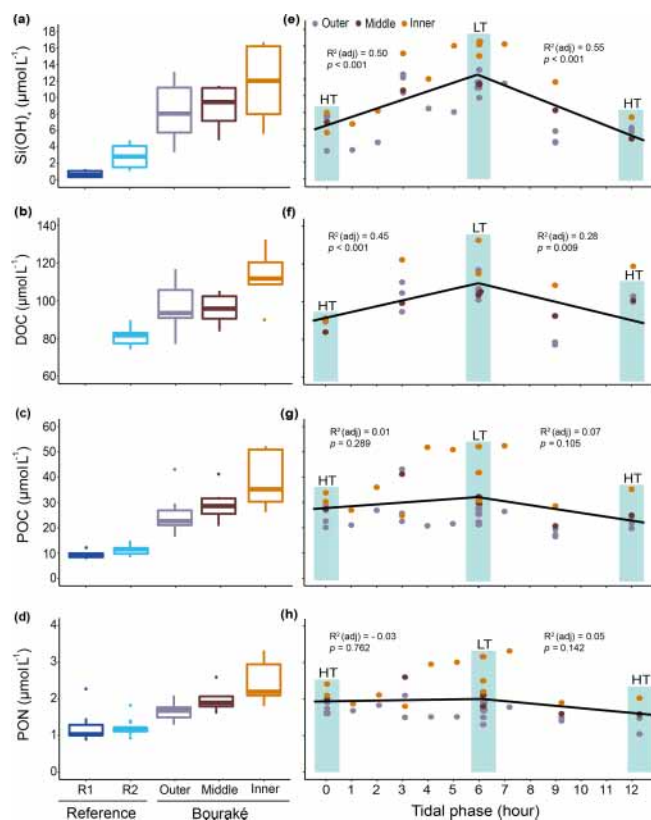 (a)
18
16
14
12
10
8
6
4
2
0
Si(OH)₄ (µmol L⁻¹)
(e)
Outer Middle Inner
LT
R²(adj) = 0.50
p < 0.001
R²(adj) = 0.55
p < 0.001
HT
HT
(b)
140
120
100
80
60
DOC (µmol L⁻¹)
(f)
R²(adj) = 0.45
p < 0.001
LT
R²(adj) = 0.28
p = 0.009
HT
HT
(c)
60
50
40
30
20
10
0
POC (µmol L⁻¹)
(g)
R²(adj) = 0.01
p = 0.289
LT
R²(adj) = 0.07
p = 0.105
HT
HT
(d)
4
3
2
1
0
PON (µmol L⁻¹)
(h)
R²(adj) = - 0.03
p = 0.762
LT
R²(adj) = 0.05
p = 0.142
HT
HT
R1 R2 Outer Middle Inner
Reference Bouraké
0 1 2 3 4 5 6 7 8 9 10 11 12
Tidal phase (hour)